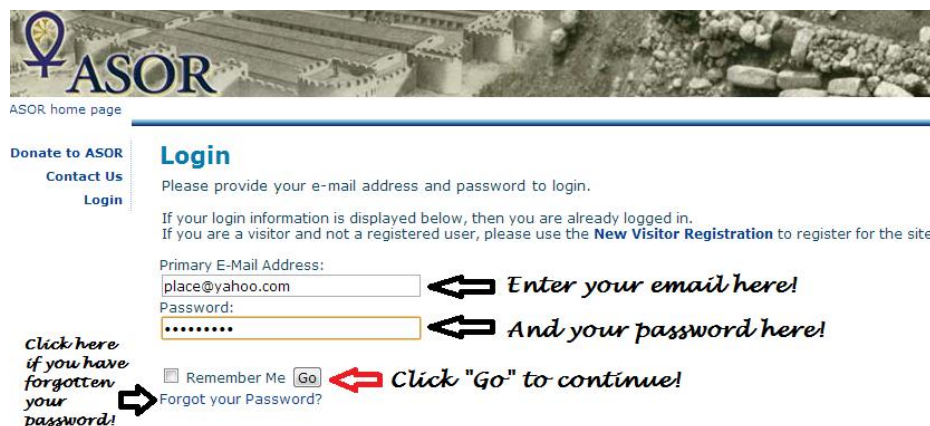 ASOR
ASOR home page
Donate to ASOR
Contact Us
Login
Login
Please provide your e-mail address and password to login.
If your login information is displayed below, then you are already logged in.
If you are a visitor and not a registered user, please use the New Visitor Registration to register for the site
Primary E-Mail Address:
place@yahoo.com
Enter your email here!
Password:
•••••••••
And your password here!
Remember Me Go
Click "Go" to continue!
Forgot your Password?
Click here
if you have
forgotten
your
password!